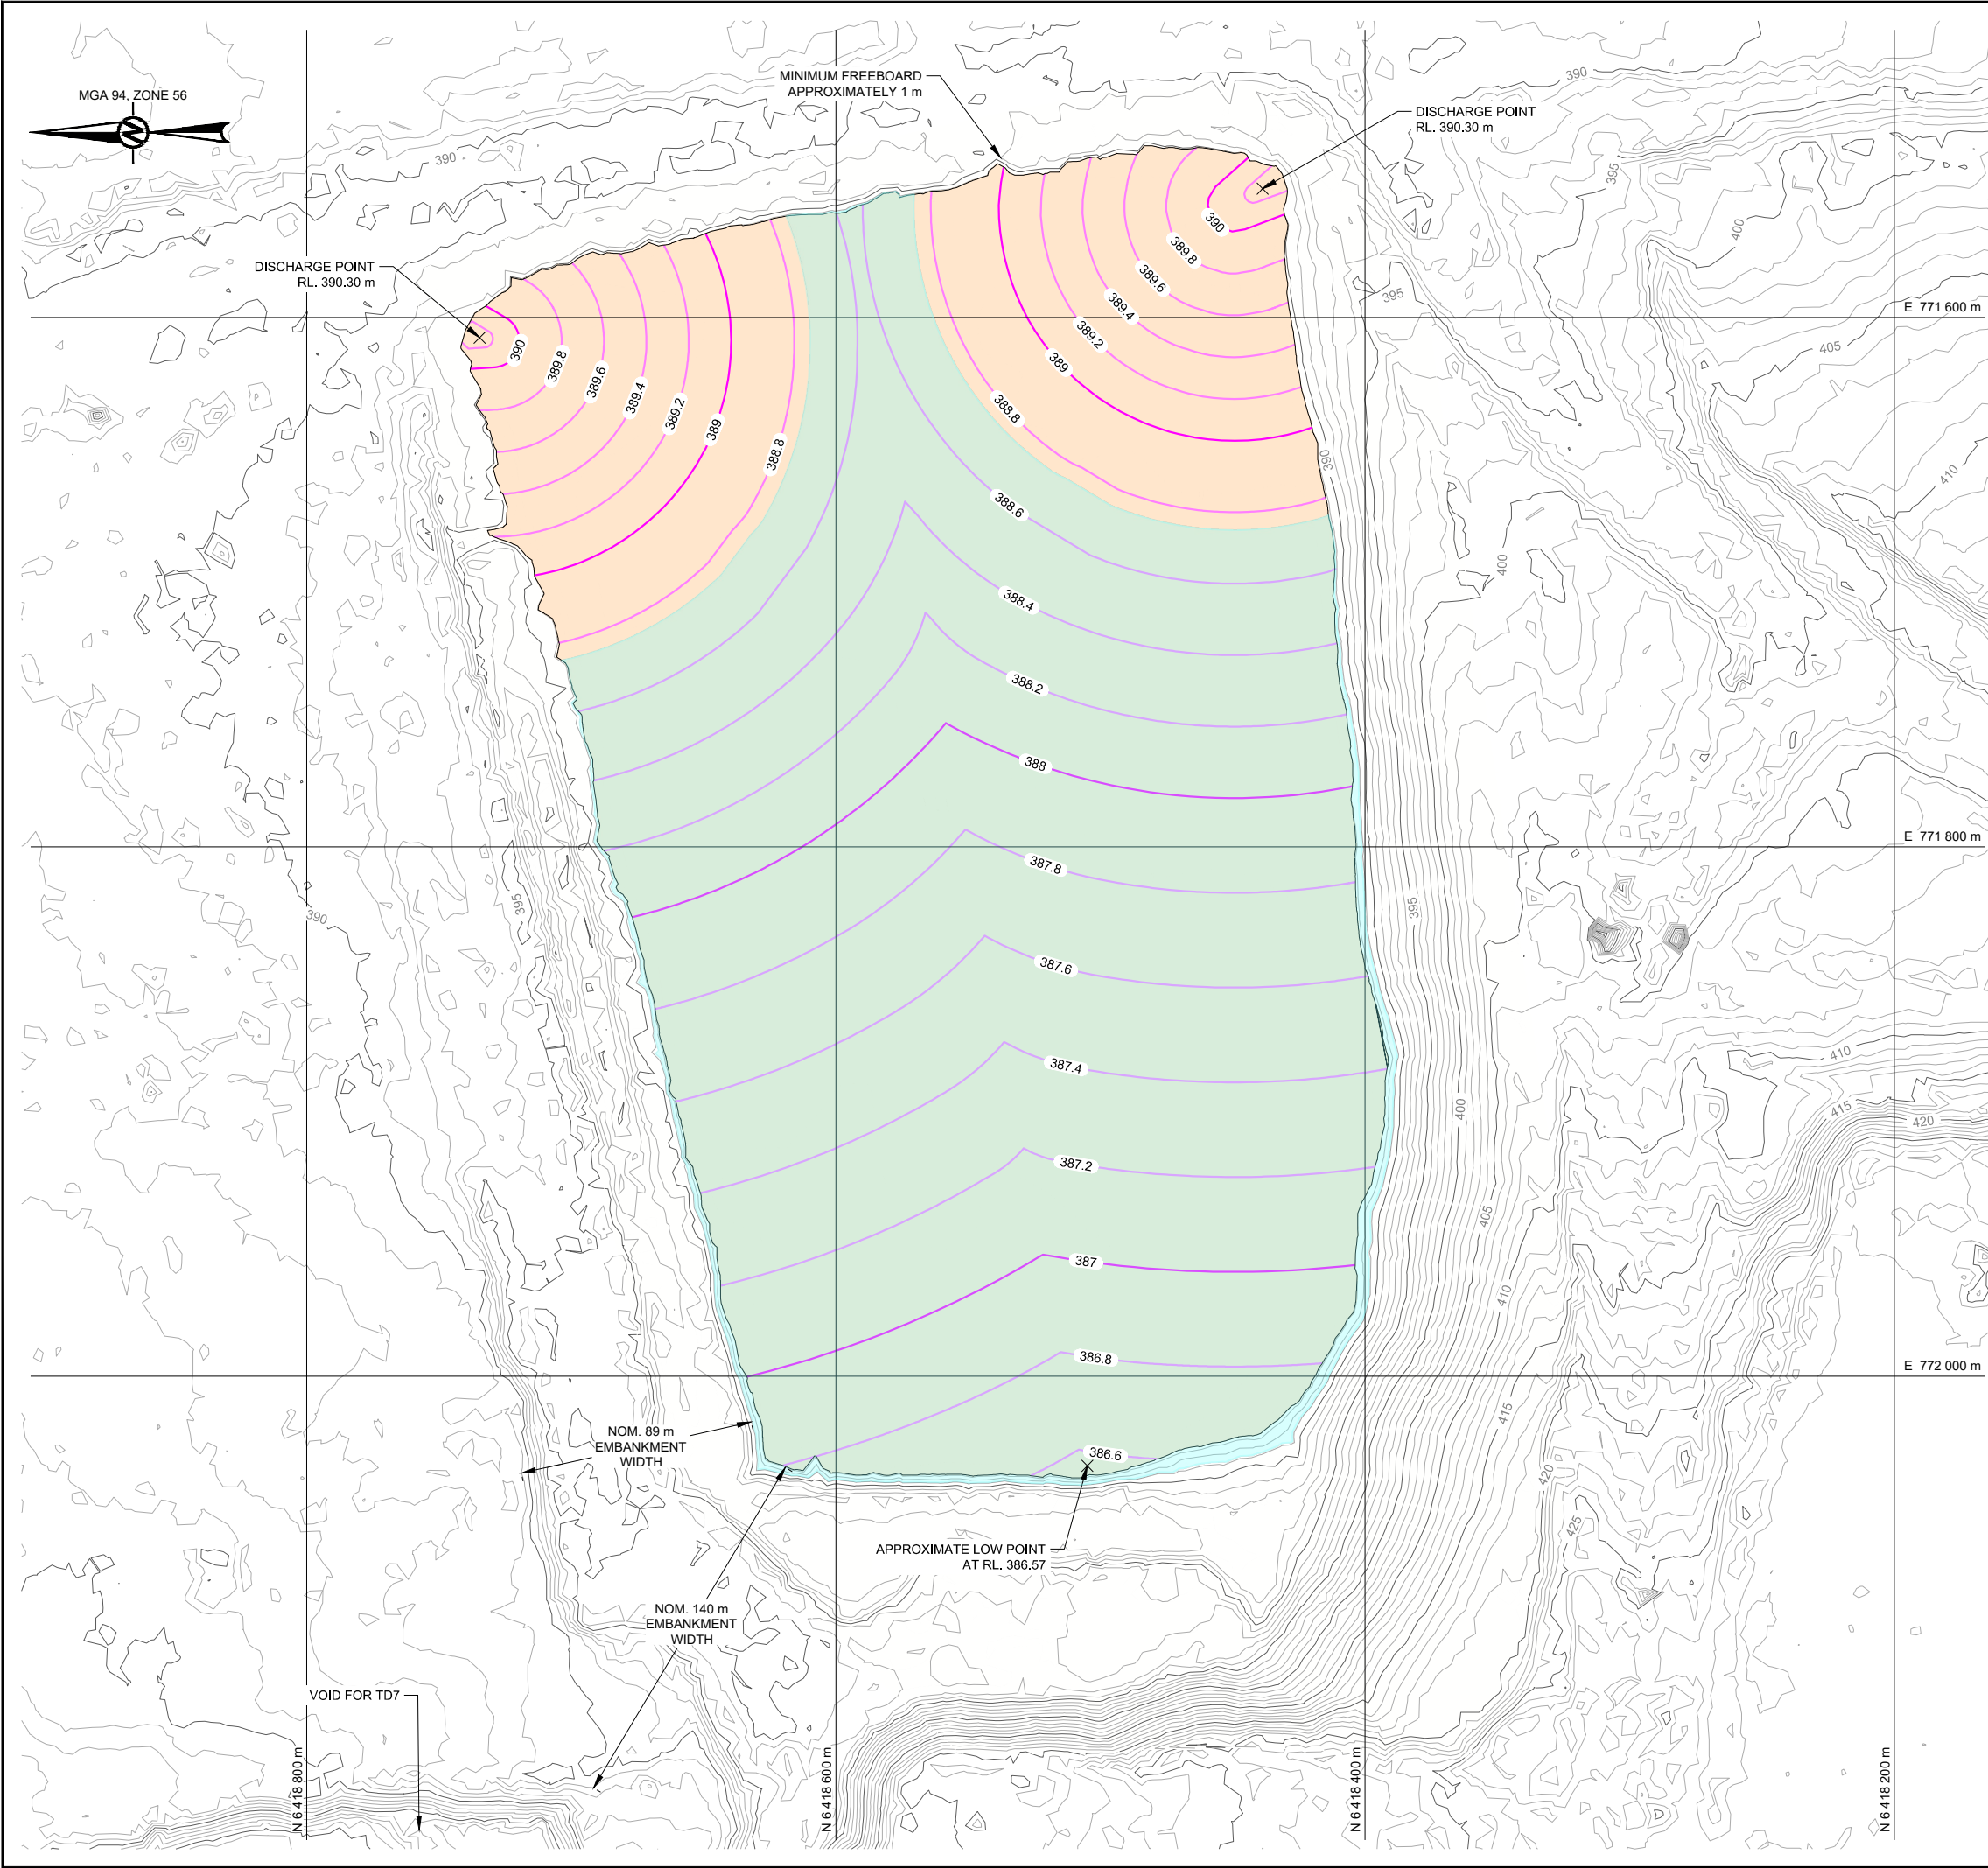 MINIMUM FREEBOARD
APPROXIMATELY 1 m
390
MGA 94, ZONE 56
N
DISCHARGE POINT
RL. 390.30 m
390
395
400
390
DISCHARGE POINT
RL. 390.30 m
389.8
389.6
395
E 771 600 m
389.4
389.2
405
390
389.8
389
389.6
389.4
389.2
388.8
389
388.8
390
410
388.6
400
388.4
388.2
388
E 771 800 m
387.8
395
395
390
387.6
387.4
410
400
415
420
387.2
405
387
410
386.8
E 772 000 m
415
NOM. 89 m
EMBANKMENT
WIDTH
386.6
420
425
APPROXIMATE LOW POINT
AT RL. 386.57
NOM. 140 m
EMBANKMENT
WIDTH
VOID FOR TD7
N 6 418 800 m
N 6 418 600 m
N 6 418 400 m
N 6 418 200 m